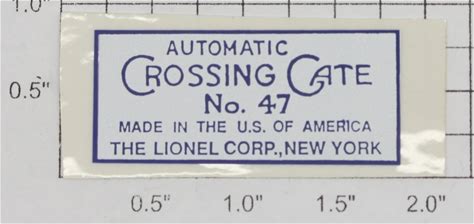 1.0"
AUTOMATIC
CROSSING GATE
No. 47
MADE IN THE U.S. OF AMERICA
THE LIONEL CORP., NEW YORK
0.5"
0.5" 1.0" 1.5" 2.0"